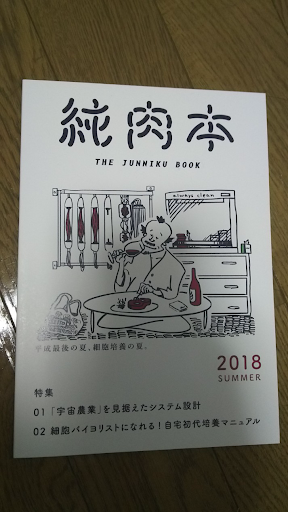 純肉本
THE JUNNIKU BOOK
always clean
平成最後の夏。細胞培養の夏。
2018
SUMMER
特集
01 「宇宙農業」を見据えたシステム設計
02 細胞バイヨリストになれる！自宅初代培養マニュアル